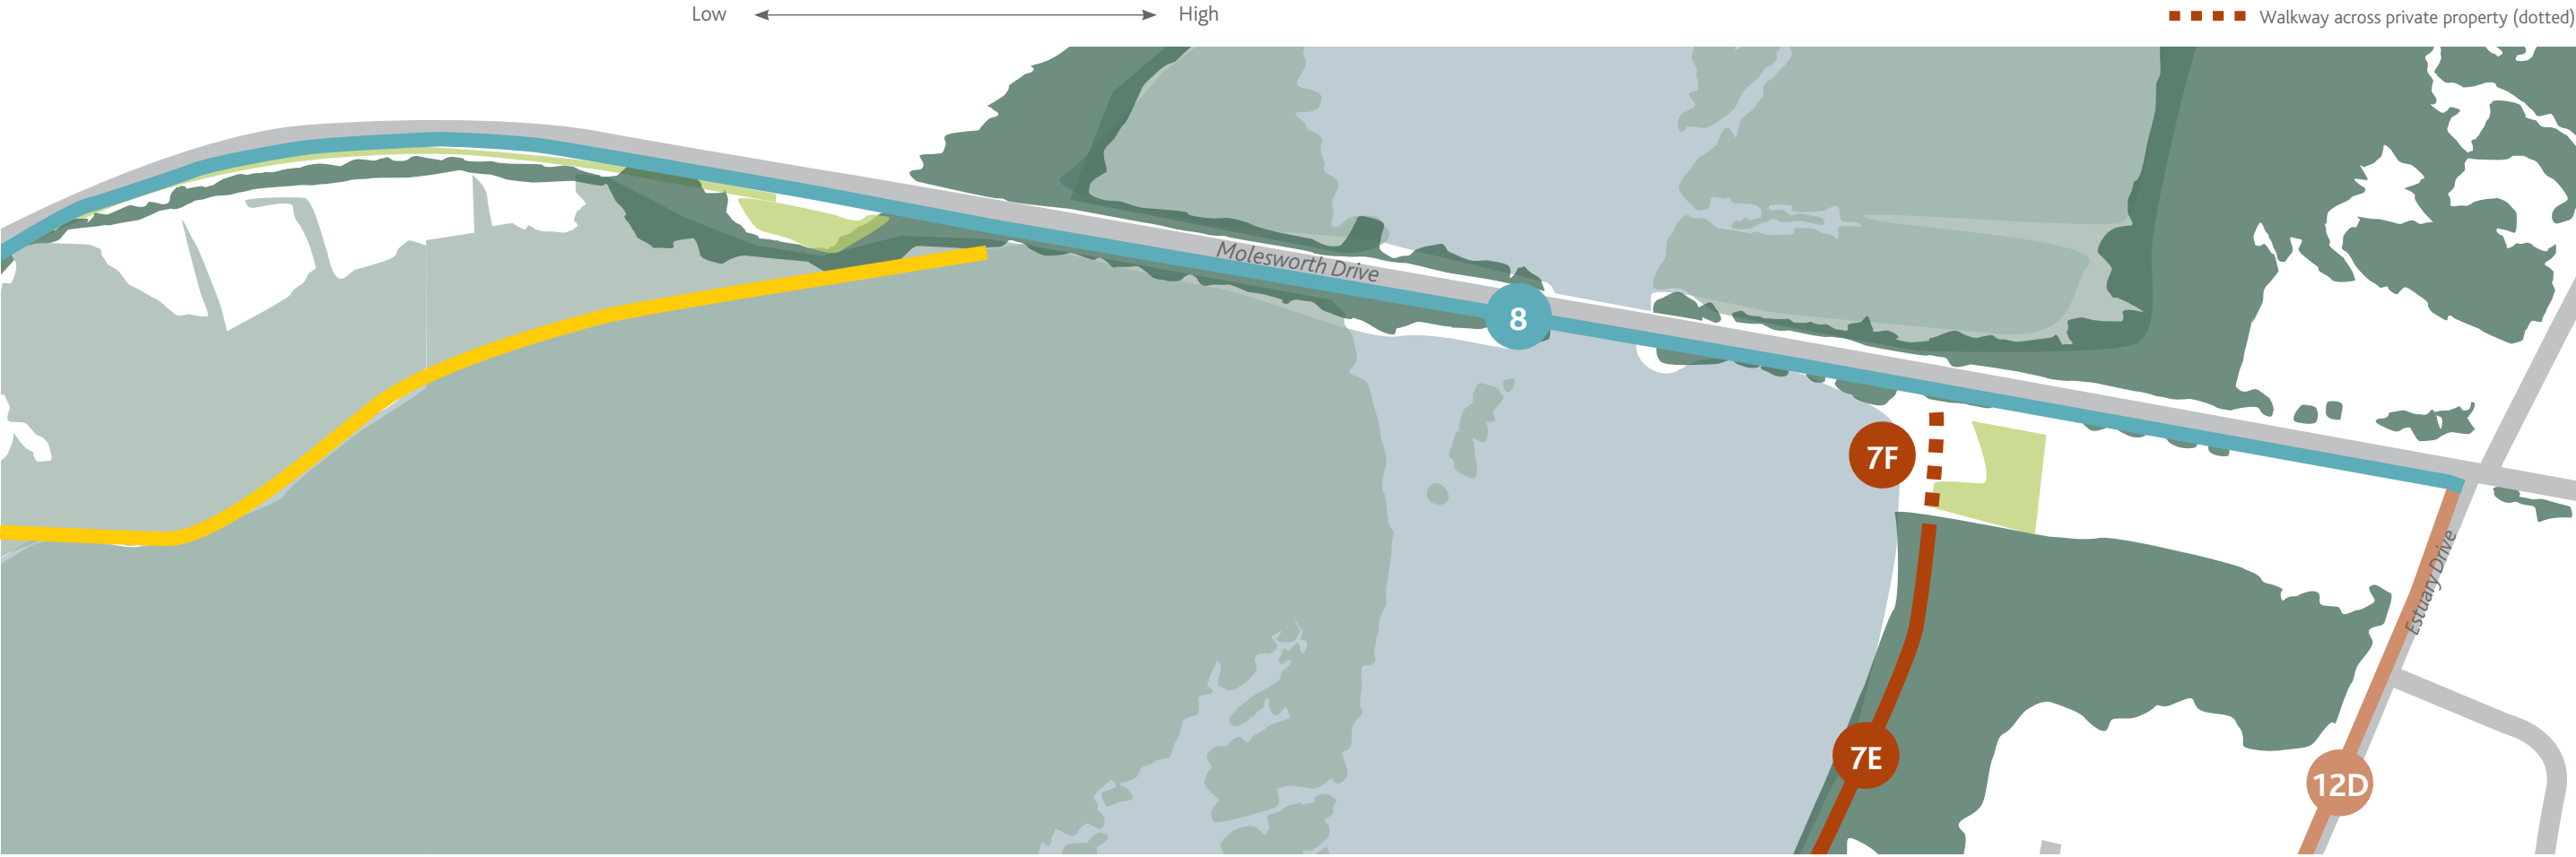 Low High
Walkway across private property (dotted)
Molesworth Drive
8
7F
Estuary Drive
7E
12D